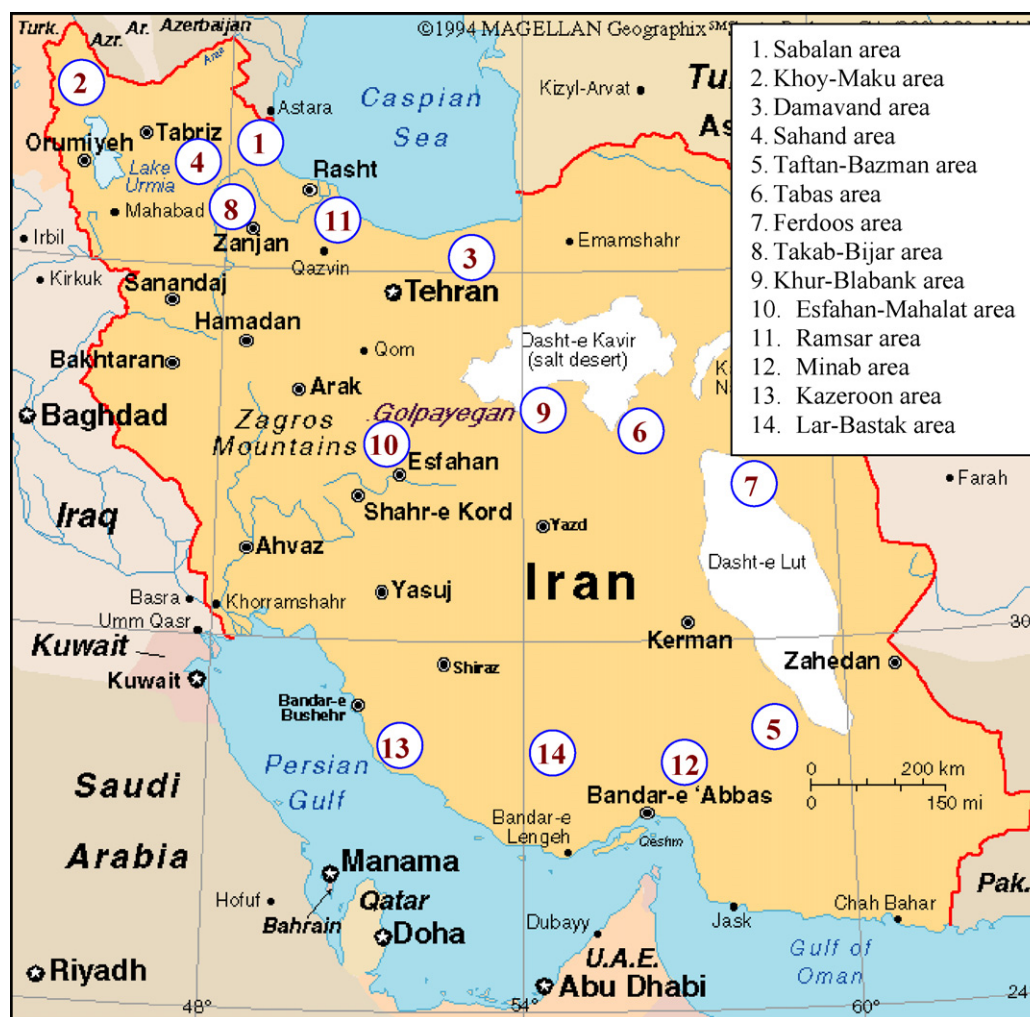 ©1994 MAGELLAN Geographix℠
Turk.
Azr.
Ar.
Azerbaijan
1. Sabalan area
2. Khoy-Maku area
3. Damavand area
4. Sahand area
5. Taftan-Bazman area
6. Tabas area
7. Ferdoos area
8. Takab-Bijar area
9. Khur-Blabank area
10. Esfahan-Mahalat area
11. Ramsar area
12. Minab area
13. Kazeroon area
14. Lar-Bastak area
2
Astara
Caspian
Sea
Kizyl-Arvat
Tabriz
1
Orumiyeh
4
Lake
Urmia
Rasht
Mahabad
8
11
Zanjan
Irbil
Emamshahr
Qazvin
3
Kirkuk
Sanandaj
Tehran
Hamadan
Dasht-e Kavir
(salt desert)
Bakhtaran
Qom
Arak
Baghdad
Zagros
Mountains
Golpayegan
9
6
10
Esfahan
7
Farah
Iraq
Shahr-e Kord
Yazd
Ahvaz
Dasht-e Lut
Iran
Yasuj
Basra
Khorramshahr
Umm Qasr
30
Kuwait
Kerman
Kuwait
Shiraz
Zahedan
Bandar-e
Bushehr
5
13
14
12
Persian
Gulf
0 200 km
0 150 mi
Saudi
Arabia
Bandar-e 'Abbas
Bandar-e
Lengeh
Qeshm
Manama
Pak.
Hofuf
Qatar
Bahrain
Doha
Dubayy
Jask
Chah Bahar
U.A.E.
Gulf of
Oman
Riyadh
Abu Dhabi
48°
54°
60°
24